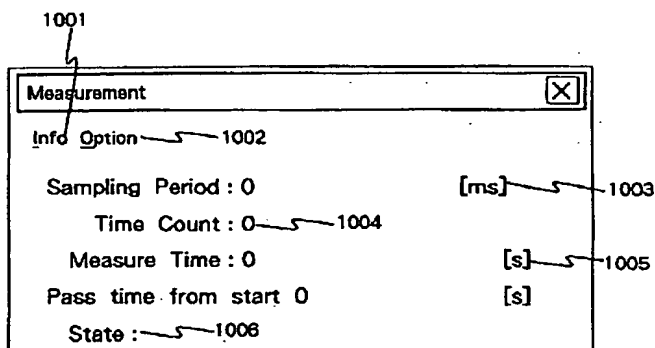 1001
Measurement
Info Option 1002
Sampling Period : 0 [ms] 1003
Time Count : 0 1004
Measure Time : 0 [s] 1005
Pass time from start 0 [s]
State : 1006